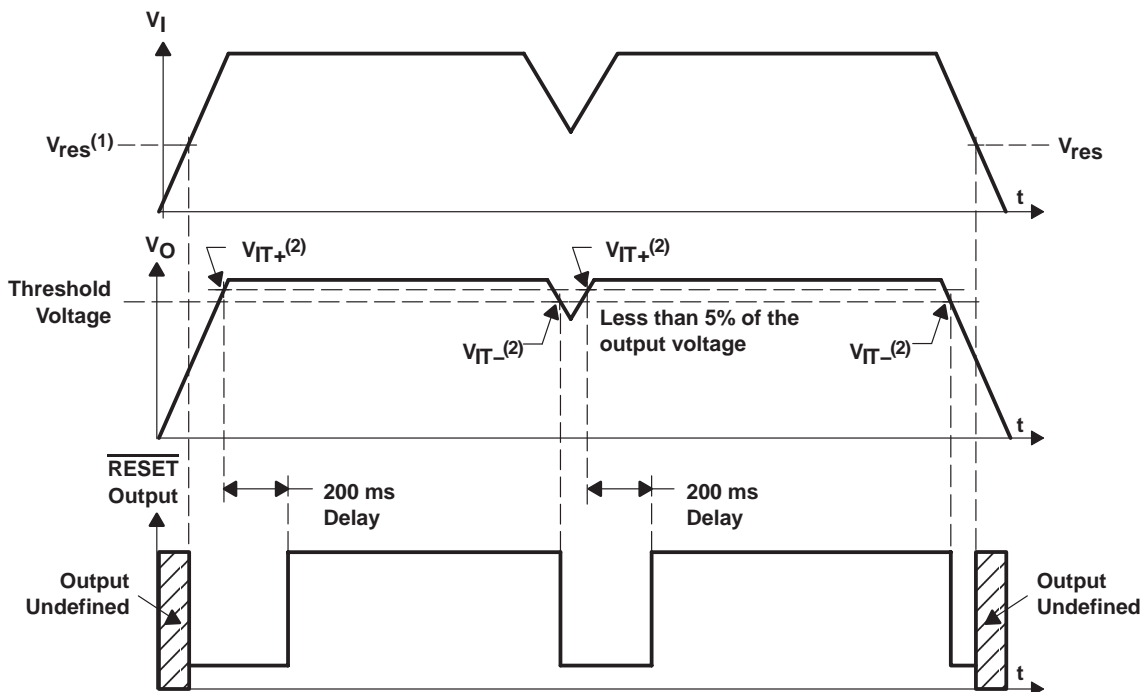 VI
Vres(1)
Vres
t
VO
VIT+(2)
VIT+(2)
Threshold
Voltage
Less than 5% of the
output voltage
VIT−(2)
VIT−(2)
t
RESET
Output
200 ms
Delay
200 ms
Delay
Output
Undefined
Output
Undefined
t